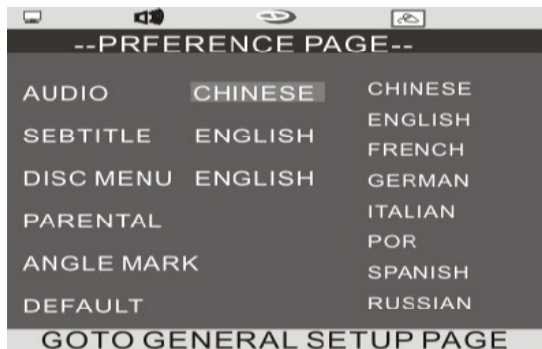 --PRFERENCE PAGE--
AUDIO CHINESE
SEBTITLE ENGLISH
DISC MENU ENGLISH
PARENTAL
ANGLE MARK
DEFAULT
CHINESE
ENGLISH
FRENCH
GERMAN
ITALIAN
POR
SPANISH
RUSSIAN
GOTO GENERAL SETUP PAGE